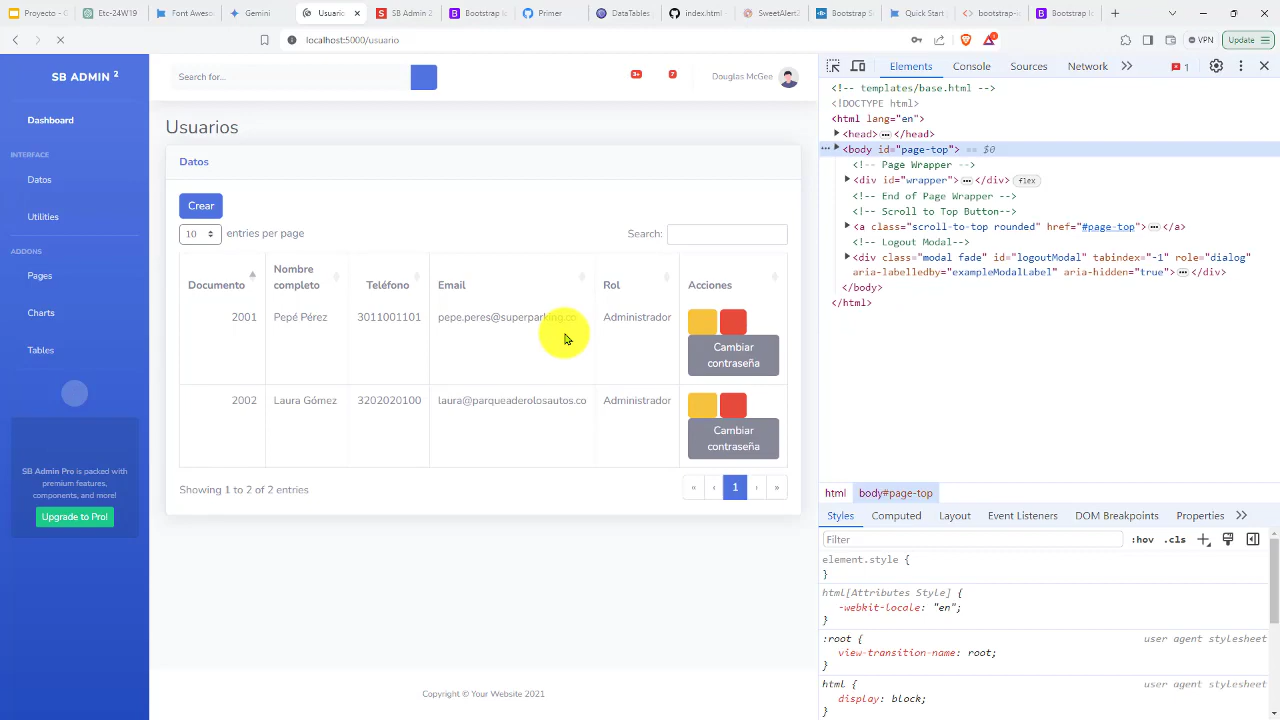 Proyecto - G
Etc-24W19
Font Aweso
Gemini
Usuario
SB Admin 2
Bootstrap Ic
Primer
DataTables
index.html
SweetAlert2
Bootstrap S
Quick Start
bootstrap-i
Bootstrap Ic
localhost:5000/usuario
VPN
Update
SB ADMIN 2
Dashboard
INTERFACE
Datos
Utilities
ADDONS
Pages
Charts
Tables
SB Admin Pro is packed with
premium features,
components, and more!
Upgrade to Pro!
Search for...
3+
7
Douglas McGee
Usuarios
Datos
Crear
10 entries per page
Search:
Documento Nombre completo Teléfono Email Rol Acciones
2001 Pepé Pérez 3011001101 pepe.peres@superparking.co Administrador
Cambiar
contraseña
2002 Laura Gómez 3202020100 laura@parqueaderolosautos.co Administrador
Cambiar
contraseña
Showing 1 to 2 of 2 entries
« ‹ 1 › »
Copyright © Your Website 2021
Elements Console Sources Network 1
<!-- templates/base.html -->
<!DOCTYPE html>
<html lang="en">
<head> ••• </head>
<body id="page-top"> == $0
<!-- Page Wrapper -->
<div id="wrapper"> ••• </div> flex
<!-- End of Page Wrapper -->
<!-- Scroll to Top Button-->
<a class="scroll-to-top rounded" href="#page-top"> ••• </a>
<!-- Logout Modal-->
<div class="modal fade" id="logoutModal" tabindex="-1" role="dialog"
aria-labelledby="exampleModalLabel" aria-hidden="true"> ••• </div>
</body>
</html>
html body#page-top
Styles Computed Layout Event Listeners DOM Breakpoints Properties
Filter :hov .cls
element.style {
}
html[Attributes Style] {
-webkit-locale: "en";
}
:root { user agent stylesheet
view-transition-name: root;
}
html { user agent stylesheet
display: block;
}